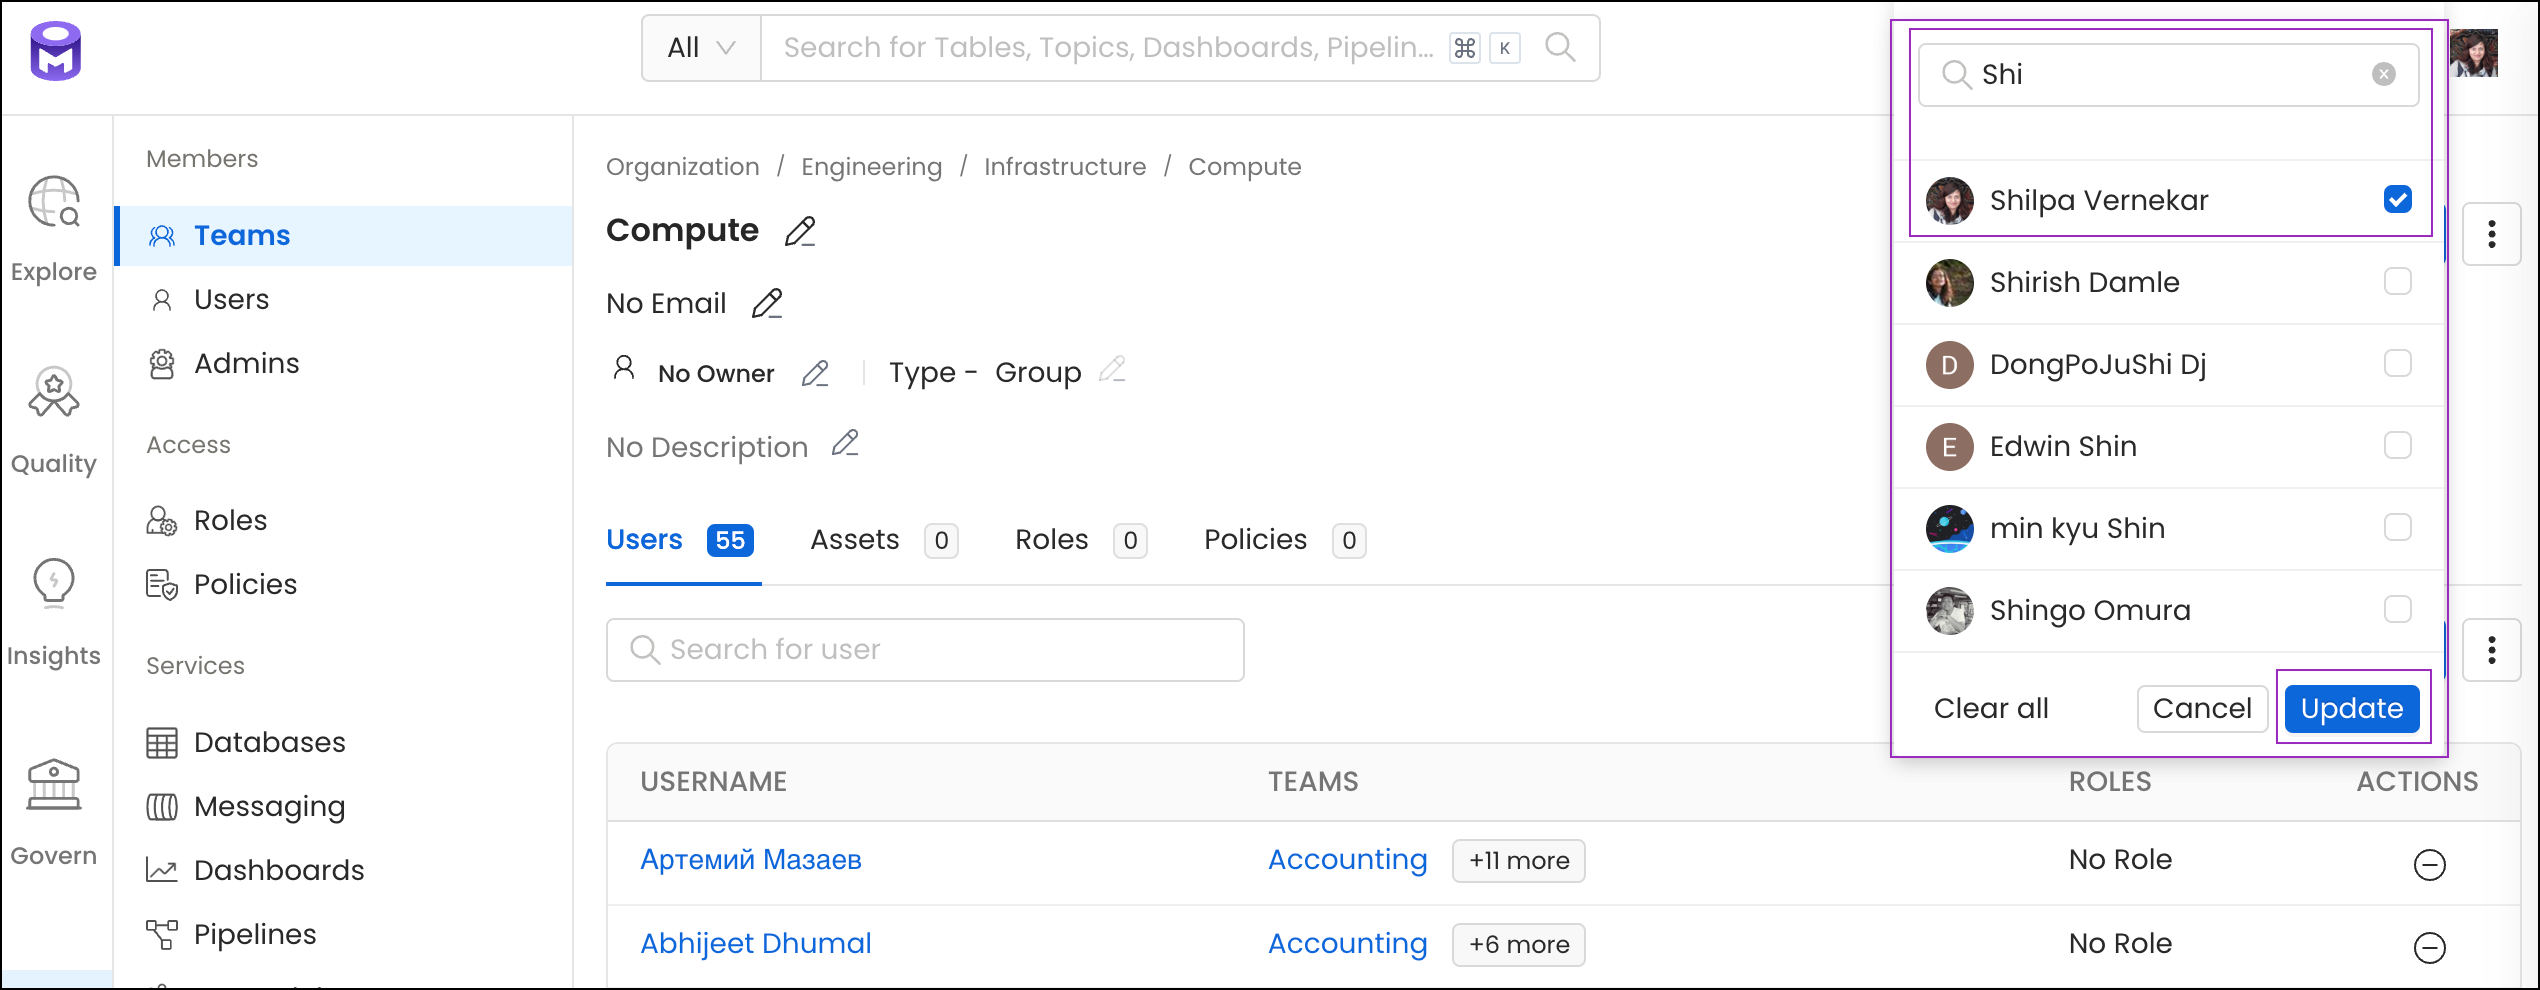 All
Search for Tables, Topics, Dashboards, Pipelin...
⌘ K
Shi
Members
Teams
Users
Admins
Access
Roles
Policies
Services
Databases
Messaging
Dashboards
Pipelines
Explore
Quality
Insights
Govern
Organization / Engineering / Infrastructure / Compute
Compute
No Email
No Owner
Type - Group
No Description
Users 55
Assets 0
Roles 0
Policies 0
Search for user
USERNAME TEAMS ROLES ACTIONS
Артемий Мазаев Accounting +11 more No Role
Abhijeet Dhumal Accounting +6 more No Role
Shilpa Vernekar
Shirish Damle
D DongPoJuShi Dj
E Edwin Shin
min kyu Shin
Shingo Omura
Clear all Cancel Update